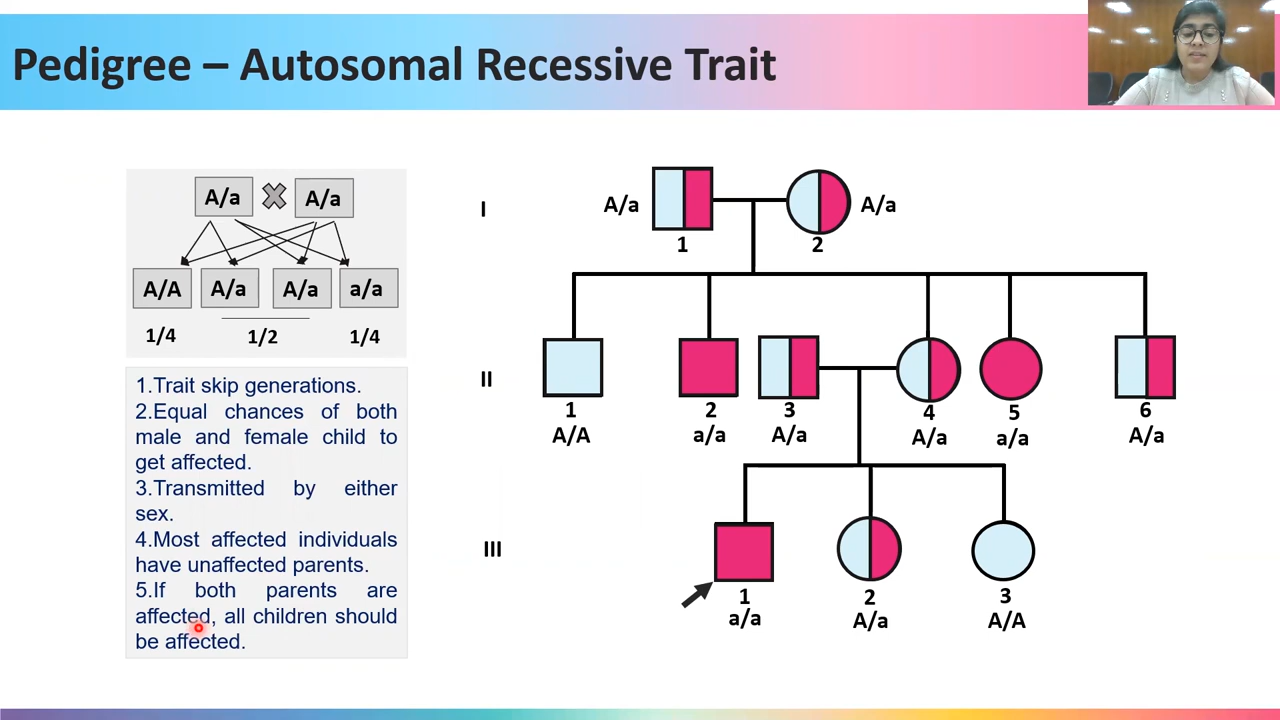 Pedigree – Autosomal Recessive Trait
A/a A/a
A/A A/a A/a a/a
1/4 1/2 1/4
1.Trait skip generations.
2.Equal chances of both
male and female child to
get affected.
3.Transmitted by either
sex.
4.Most affected individuals
have unaffected parents.
5.If both parents are
affected, all children should
be affected.
I
A/a A/a
1 2
II
1 2 3 4 5 6
A/A a/a A/a A/a a/a A/a
III
1 2 3
a/a A/a A/A